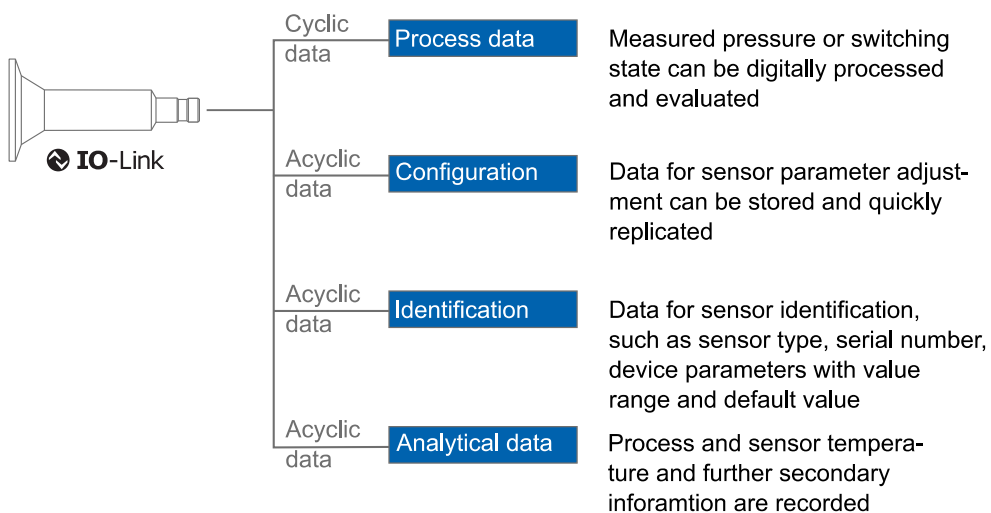 Cyclic
data
Process data
Measured pressure or switching
state can be digitally processed
and evaluated
IO-Link
Acyclic
data
Configuration
Data for sensor parameter adjust-
ment can be stored and quickly
replicated
Acyclic
data
Identification
Data for sensor identification,
such as sensor type, serial number,
device parameters with value
range and default value
Acyclic
data
Analytical data
Process and sensor tempera-
ture and further secondary
inforamtion are recorded